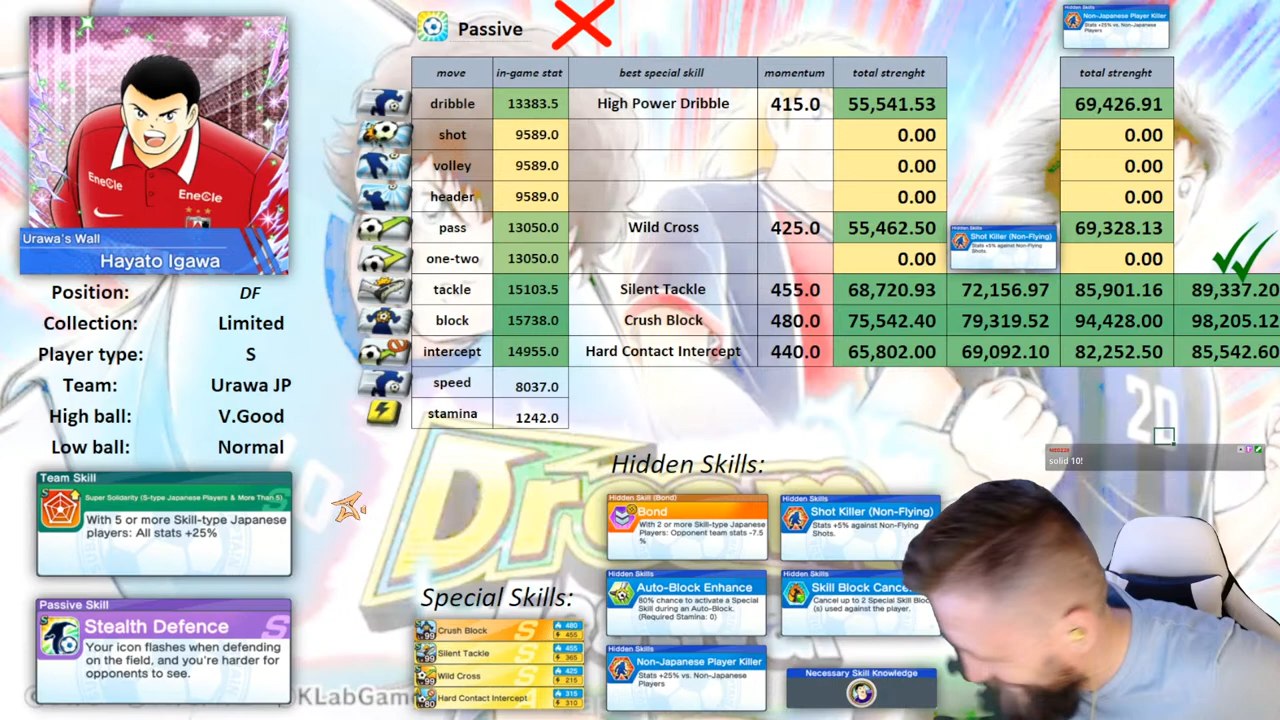 Passive
Hidden Skills
Non-Japanese Player Killer
Stats +25% vs. Non-Japanese
Players
move in-game stat best special skill momentum total strenght total strenght
dribble 13383.5 High Power Dribble 415.0 55,541.53 69,426.91
shot 9589.0 0.00 0.00
volley 9589.0 0.00 0.00
header 9589.0 0.00 0.00
pass 13050.0 Wild Cross 425.0 55,462.50 69,328.13
Hidden Skills
Shot Killer (Non-Flying)
Stats +5% against Non-Flying
Shots.
one-two 13050.0 0.00 0.00
tackle 15103.5 Silent Tackle 455.0 68,720.93 72,156.97 85,901.16 89,337.20
block 15738.0 Crush Block 480.0 75,542.40 79,319.52 94,428.00 98,205.12
intercept 14955.0 Hard Contact Intercept 440.0 65,802.00 69,092.10 82,252.50 85,542.60
speed 8037.0
stamina 1242.0
EneCle
EneCle
Urawa's Wall
Hayato Igawa
Position: DF
Collection: Limited
Player type: S
Team: Urawa JP
High ball: V.Good
Low ball: Normal
20
solid 10!
Team Skill
Super Solidarity (S-type Japanese Players & More Than 5)
With 5 or more Skill-type Japanese
players: All stats +25%
Passive Skill
Stealth Defence
S
Your icon flashes when defending
on the field, and you're harder for
opponents to see.
Special Skills:
Crush Block S 480 455
99
Silent Tackle S 455 365
99
Wild Cross S 425 215
99
Hard Contact Intercept 315 310
80
Hidden Skills:
Hidden Skill (Bond)
Bond
With 2 or more Skill-type Japanese
Players: Opponent team stats -7.5
%
Hidden Skills
Shot Killer (Non-Flying)
Stats +5% against Non-Flying
Shots.
Hidden Skills
Auto-Block Enhance
80% chance to activate a Special
Skill during an Auto-Block.
(Required Stamina: 0)
Hidden Skills
Skill Block Cance
Cancel up to 2 Special Skill Bloc
(s) used against the player.
Hidden Skills
Non-Japanese Player Killer
Stats +25% vs. Non-Japanese
Players
Necessary Skill Knowledge
Dream
KLabGam